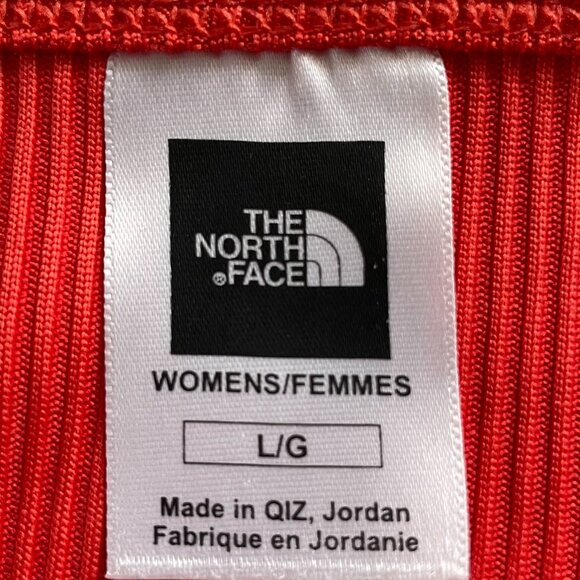 THE
NORTH
®FACE
WOMENS/FEMMES
L/G
Made in QIZ, Jordan
Fabrique en Jordanie